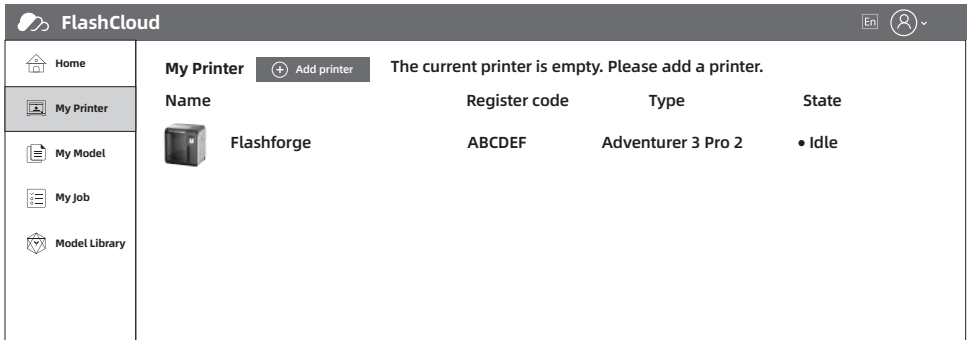 FlashCloud En
Home
My Printer
My Model
My Job
Model Library
My Printer Add printer The current printer is empty. Please add a printer.
Name Register code Type State
Flashforge ABCDEF Adventurer 3 Pro 2 Idle